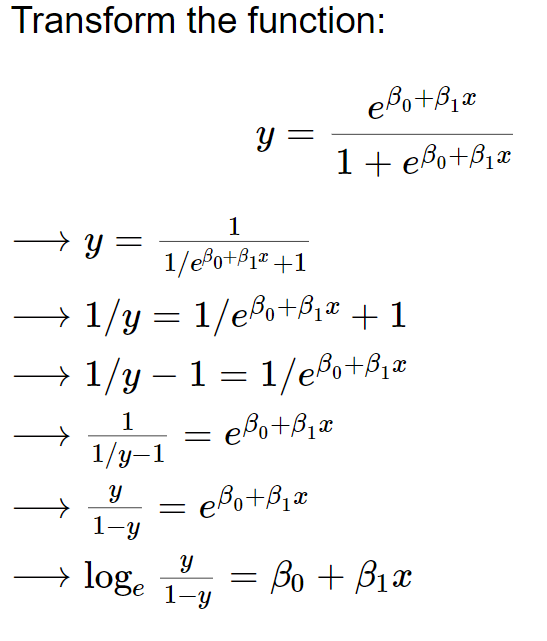 Transform the function:
y = e^{β₀+β₁x} / (1 + e^{β₀+β₁x})
⟶ y = 1 / (1/e^{β₀+β₁x} + 1)
⟶ 1/y = 1/e^{β₀+β₁x} + 1
⟶ 1/y − 1 = 1/e^{β₀+β₁x}
⟶ 1 / (1/y−1) = e^{β₀+β₁x}
⟶ y / (1−y) = e^{β₀+β₁x}
⟶ logₑ y / (1−y) = β₀ + β₁x